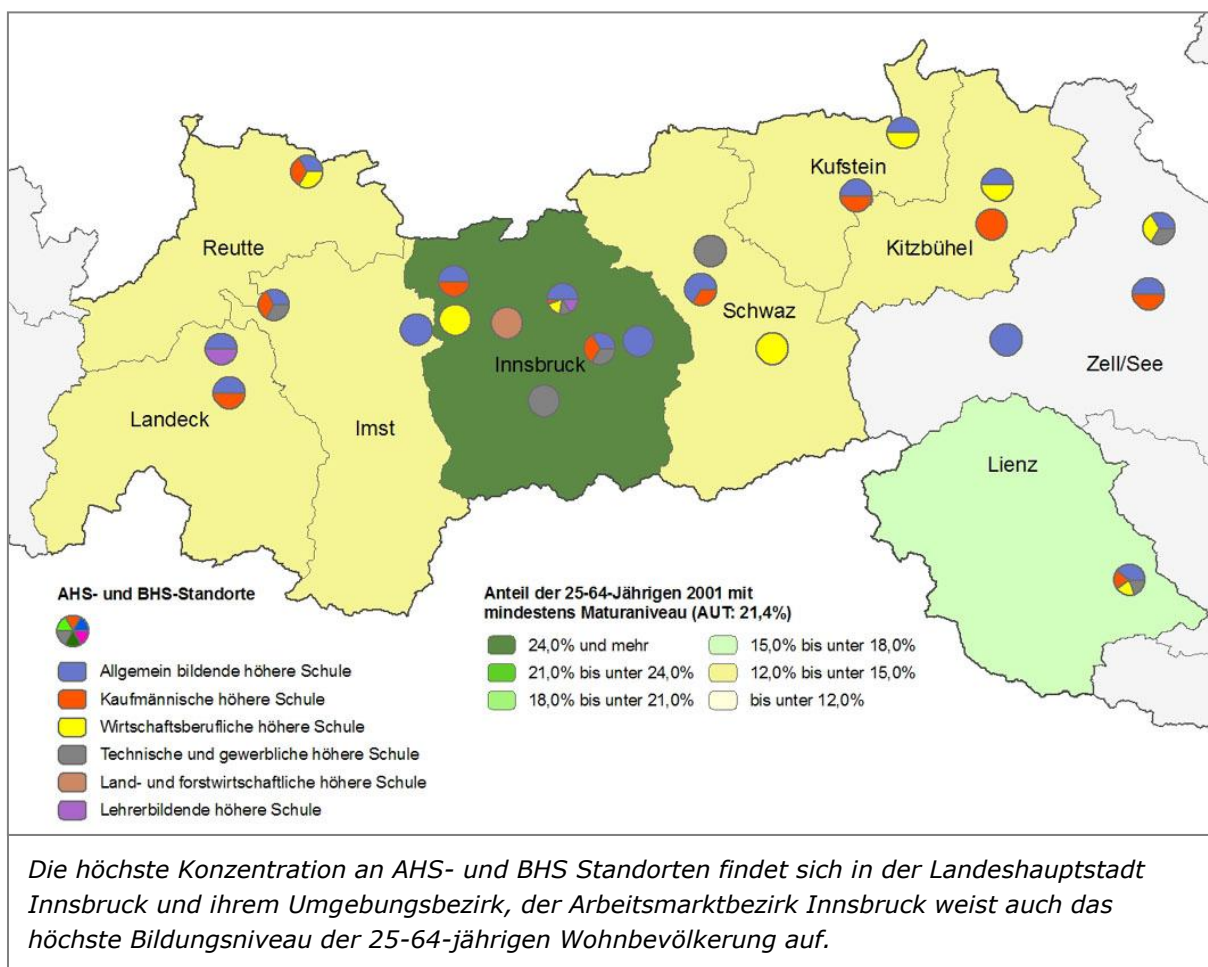 Kufstein
Reutte
Kitzbühel
Schwaz
Innsbruck
Zell/See
Landeck
Imst
Lienz
AHS- und BHS-Standorte
Allgemein bildende höhere Schule
Kaufmännische höhere Schule
Wirtschaftsberufliche höhere Schule
Technische und gewerbliche höhere Schule
Land- und forstwirtschaftliche höhere Schule
Lehrerbildende höhere Schule
Anteil der 25-64-Jährigen 2001 mit
mindestens Maturaniveau (AUT: 21,4%)
24,0% und mehr
21,0% bis unter 24,0%
18,0% bis unter 21,0%
15,0% bis unter 18,0%
12,0% bis unter 15,0%
bis unter 12,0%
Die höchste Konzentration an AHS- und BHS Standorten findet sich in der Landeshauptstadt
Innsbruck und ihrem Umgebungsbezirk, der Arbeitsmarktbezirk Innsbruck weist auch das
höchste Bildungsniveau der 25-64-jährigen Wohnbevölkerung auf.